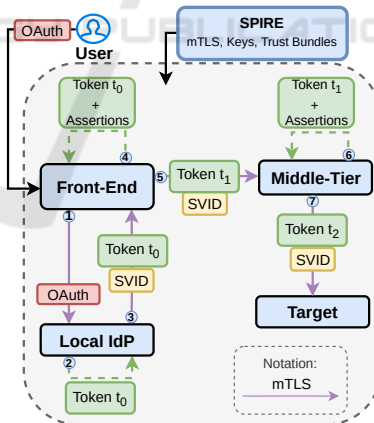 OAuth
User
SPIRE
mTLS, Keys, Trust Bundles
Token t0
+
Assertions
Token t1
+
Assertions
4
6
Front-End
5
Token t1
SVID
Middle-Tier
1
7
Token t0
SVID
Token t2
SVID
OAuth
3
Local IdP
Target
2
Token t0
Notation:
mTLS